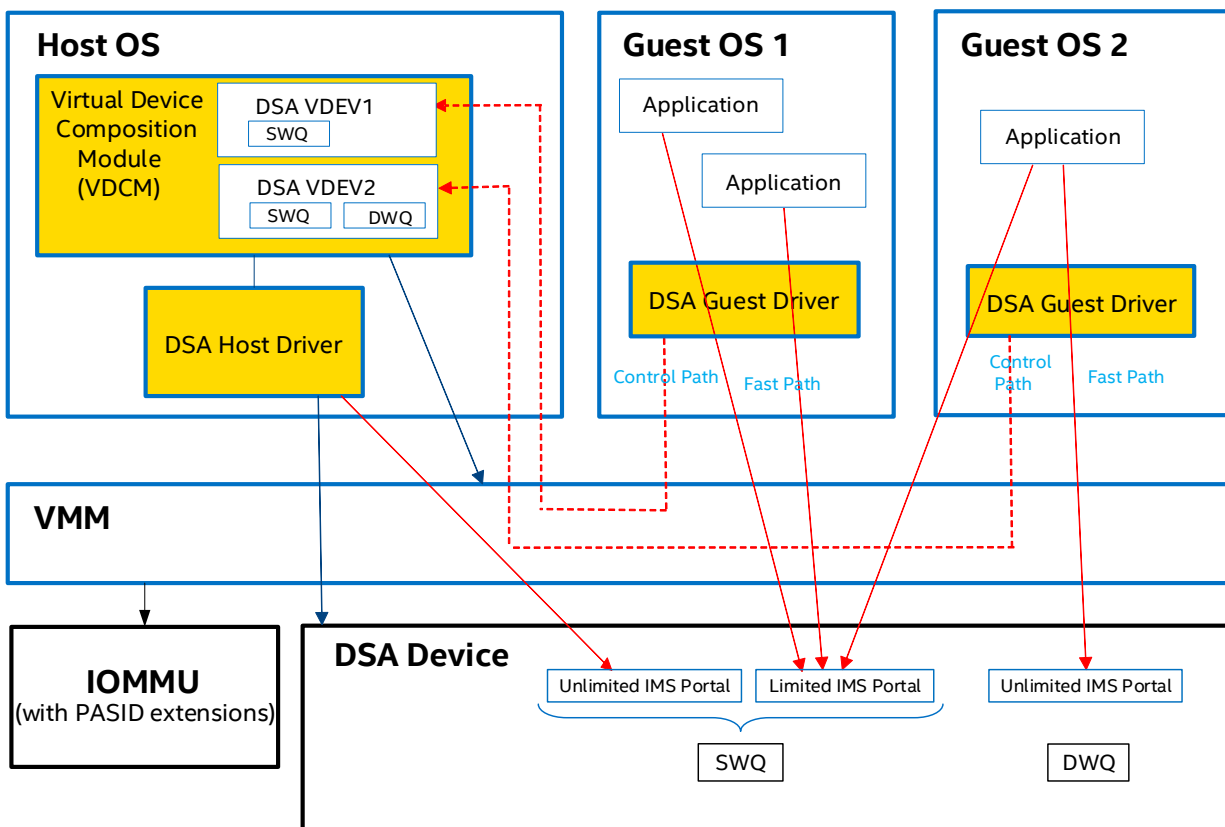 Host OS
Virtual Device
Composition
Module
(VDCM)
DSA VDEV1
SWQ
DSA VDEV2
SWQ
DWQ
DSA Host Driver
Guest OS 1
Application
Application
DSA Guest Driver
Control Path
Fast Path
Guest OS 2
Application
DSA Guest Driver
Control
Path
Fast Path
VMM
IOMMU
(with PASID extensions)
DSA Device
Unlimited IMS Portal
Limited IMS Portal
Unlimited IMS Portal
SWQ
DWQ